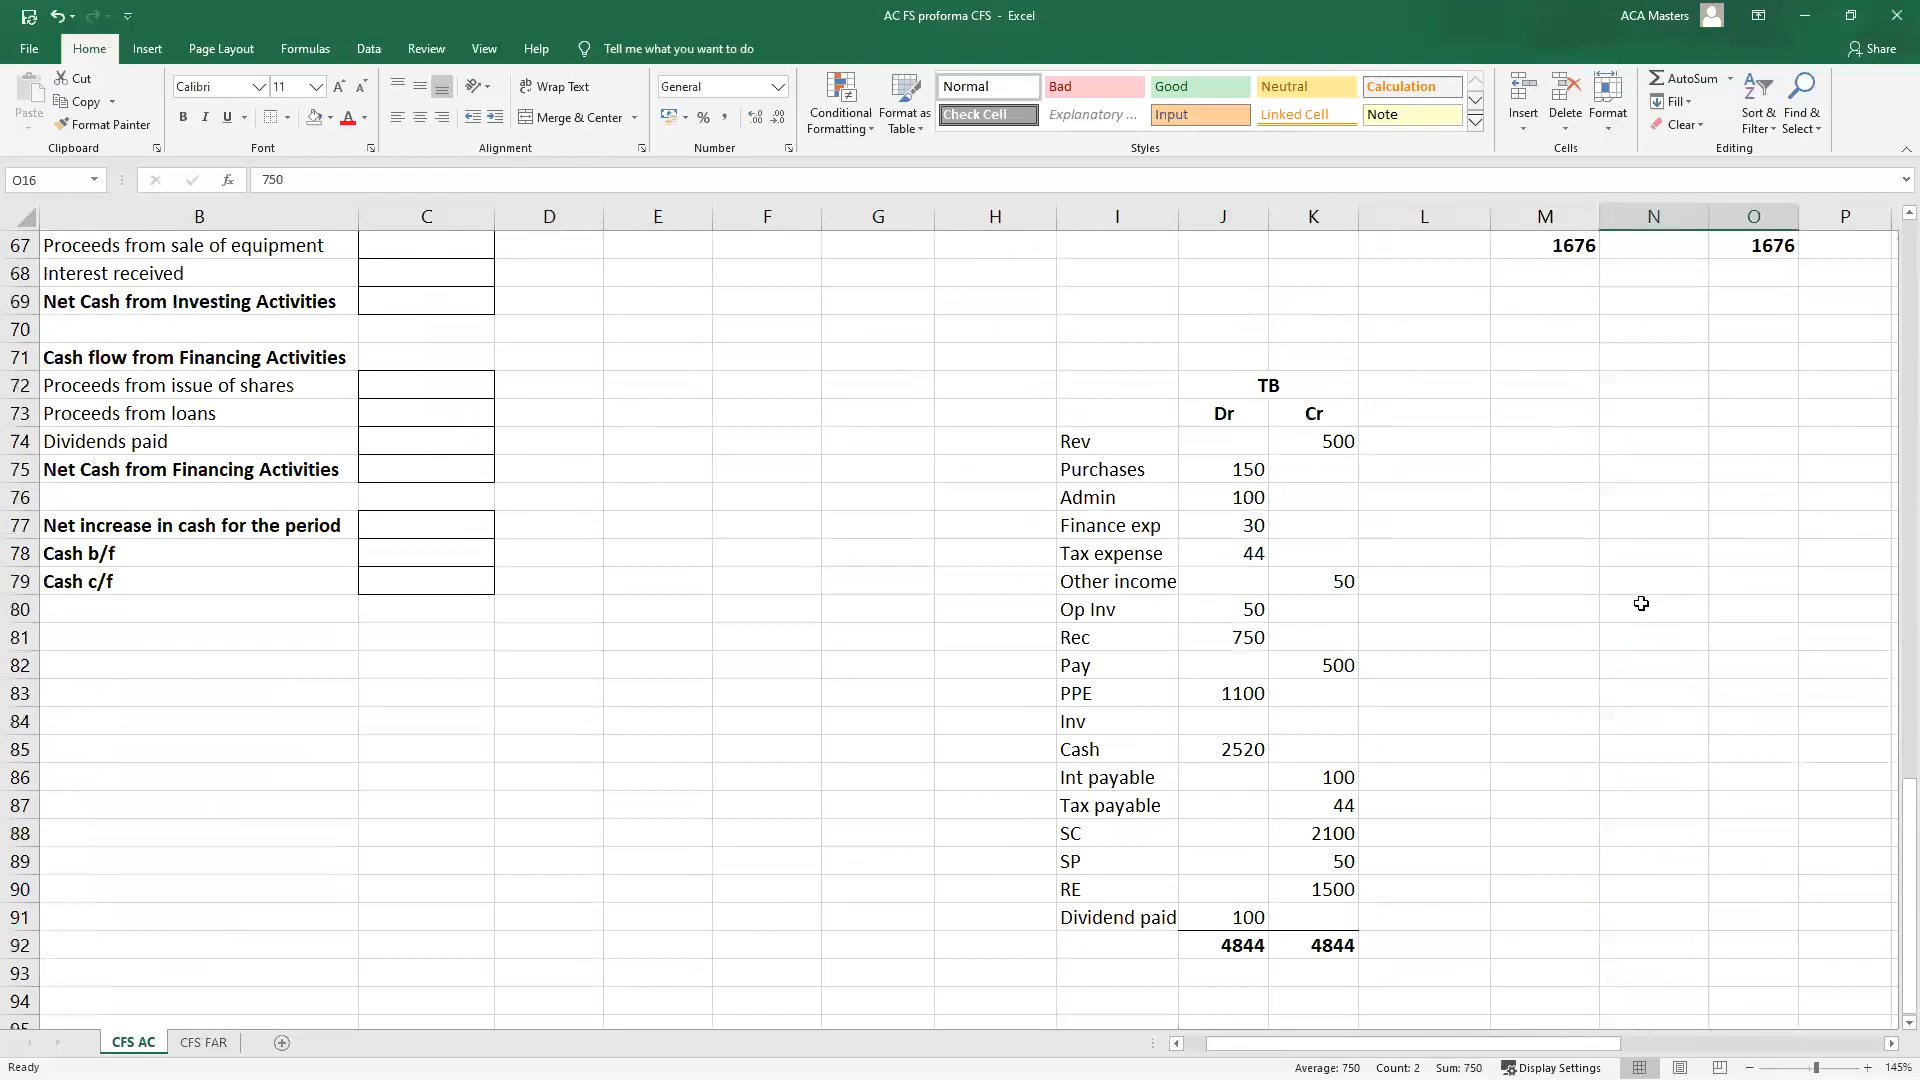 AC FS proforma CFS - Excel
ACA Masters
File Home Insert Page Layout Formulas Data Review View Help Tell me what you want to do Share
Paste Cut
Copy
Format Painter
Clipboard
Calibri 11
B I U
Font
Wrap Text
Merge & Center
Alignment
General
Number
Conditional Formatting
Format as Table
Normal Bad Good Neutral Calculation
Check Cell Explanatory ... Input Linked Cell Note
Styles
Insert Delete Format
Cells
AutoSum
Fill
Clear
Sort & Filter
Find & Select
Editing
O16 fx 750
B C D E F G H I J K L M N O P
67 Proceeds from sale of equipment 1676 1676
68 Interest received
69 Net Cash from Investing Activities
70
71 Cash flow from Financing Activities
72 Proceeds from issue of shares TB
73 Proceeds from loans Dr Cr
74 Dividends paid Rev 500
75 Net Cash from Financing Activities Purchases 150
76 Admin 100
77 Net increase in cash for the period Finance exp 30
78 Cash b/f Tax expense 44
79 Cash c/f Other income 50
80 Op Inv 50
81 Rec 750
82 Pay 500
83 PPE 1100
84 Inv
85 Cash 2520
86 Int payable 100
87 Tax payable 44
88 SC 2100
89 SP 50
90 RE 1500
91 Dividend paid 100
92 4844 4844
93
94
95
CFS AC CFS FAR
Ready Average: 750 Count: 2 Sum: 750 Display Settings 145%